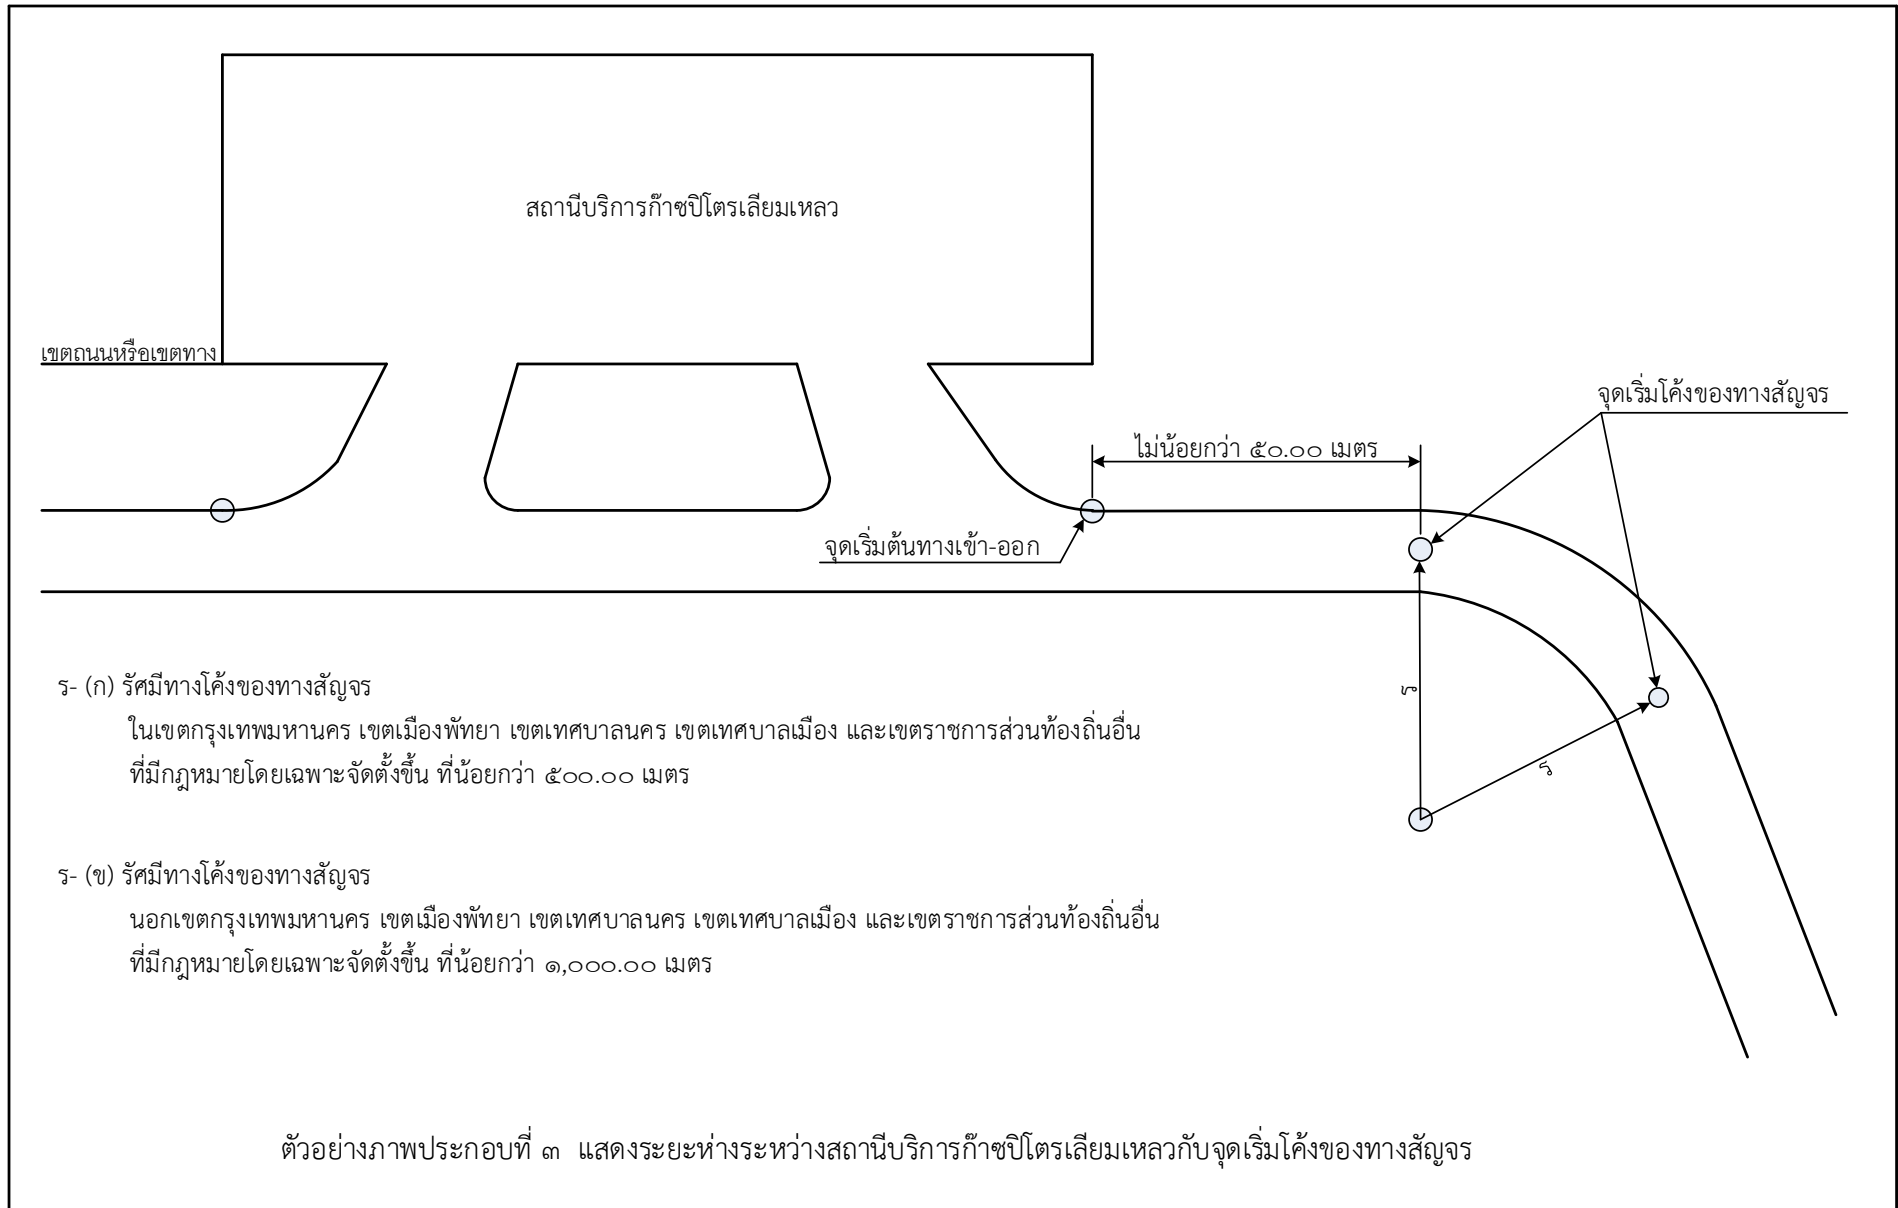 สถานีบริการก๊าซปิโตรเลียมเหลว
เขตถนนหรือเขตทาง
จุดเริ่มโค้งของทางสัญจร
ไม่น้อยกว่า ๕๐.๐๐ เมตร
จุดเริ่มต้นทางเข้า-ออก
ร
ร
ร- (ก) รัศมีทางโค้งของทางสัญจร
ในเขตกรุงเทพมหานคร เขตเมืองพัทยา เขตเทศบาลนคร เขตเทศบาลเมือง และเขตราชการส่วนท้องถิ่นอื่น
ที่มีกฎหมายโดยเฉพาะจัดตั้งขึ้น ที่น้อยกว่า ๕๐๐.๐๐ เมตร
ร- (ข) รัศมีทางโค้งของทางสัญจร
นอกเขตกรุงเทพมหานคร เขตเมืองพัทยา เขตเทศบาลนคร เขตเทศบาลเมือง และเขตราชการส่วนท้องถิ่นอื่น
ที่มีกฎหมายโดยเฉพาะจัดตั้งขึ้น ที่น้อยกว่า ๑,๐๐๐.๐๐ เมตร
ตัวอย่างภาพประกอบที่ ๓ แสดงระยะห่างระหว่างสถานีบริการก๊าซปิโตรเลียมเหลวกับจุดเริ่มโค้งของทางสัญจร